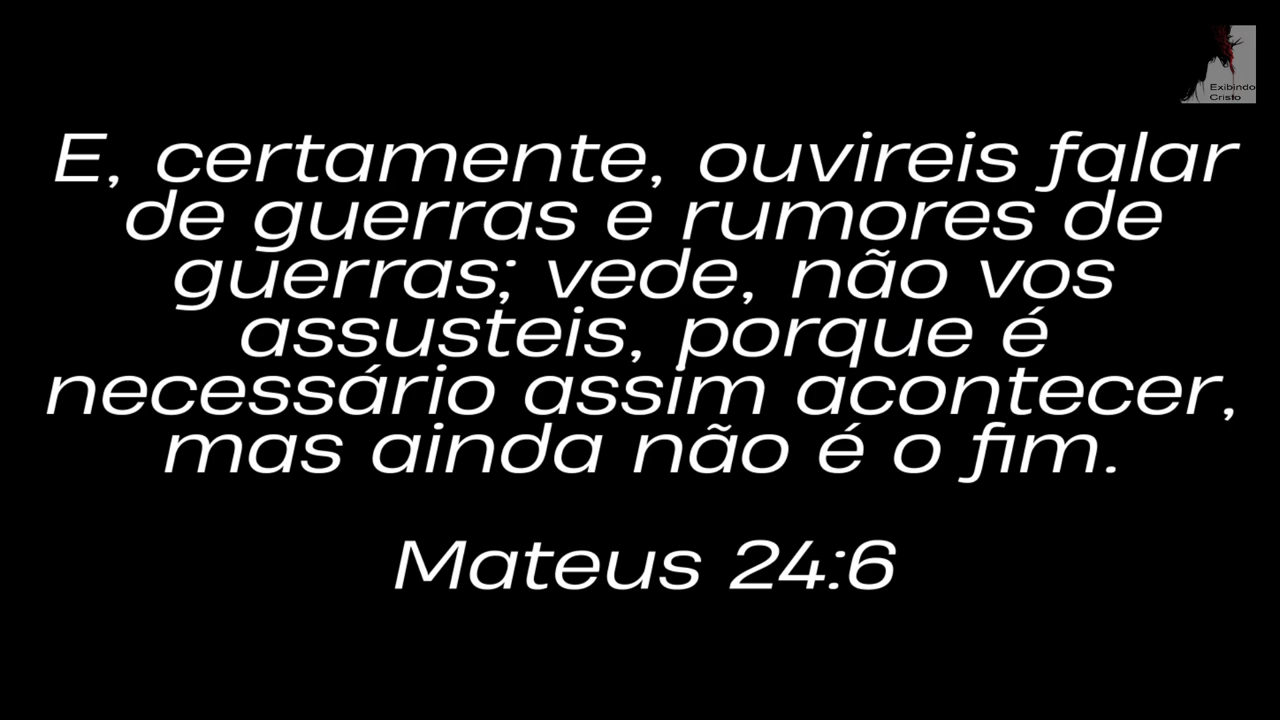 Exibindo
Cristo
E, certamente, ouvireis falar
de guerras e rumores de
guerras; vede, não vos
assusteis, porque é
necessário assim acontecer,
mas ainda não é o fim.
Mateus 24:6